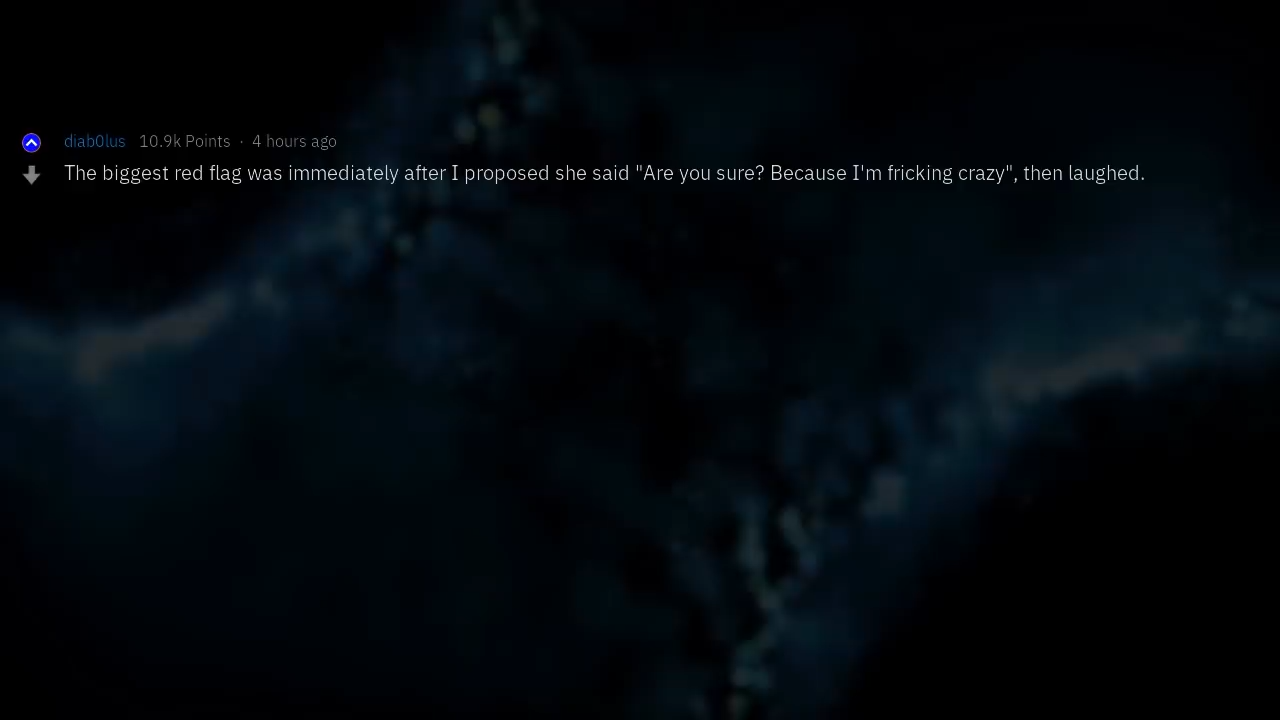 diab0lus 10.9k Points · 4 hours ago
The biggest red flag was immediately after I proposed she said "Are you sure? Because I'm fricking crazy", then laughed.